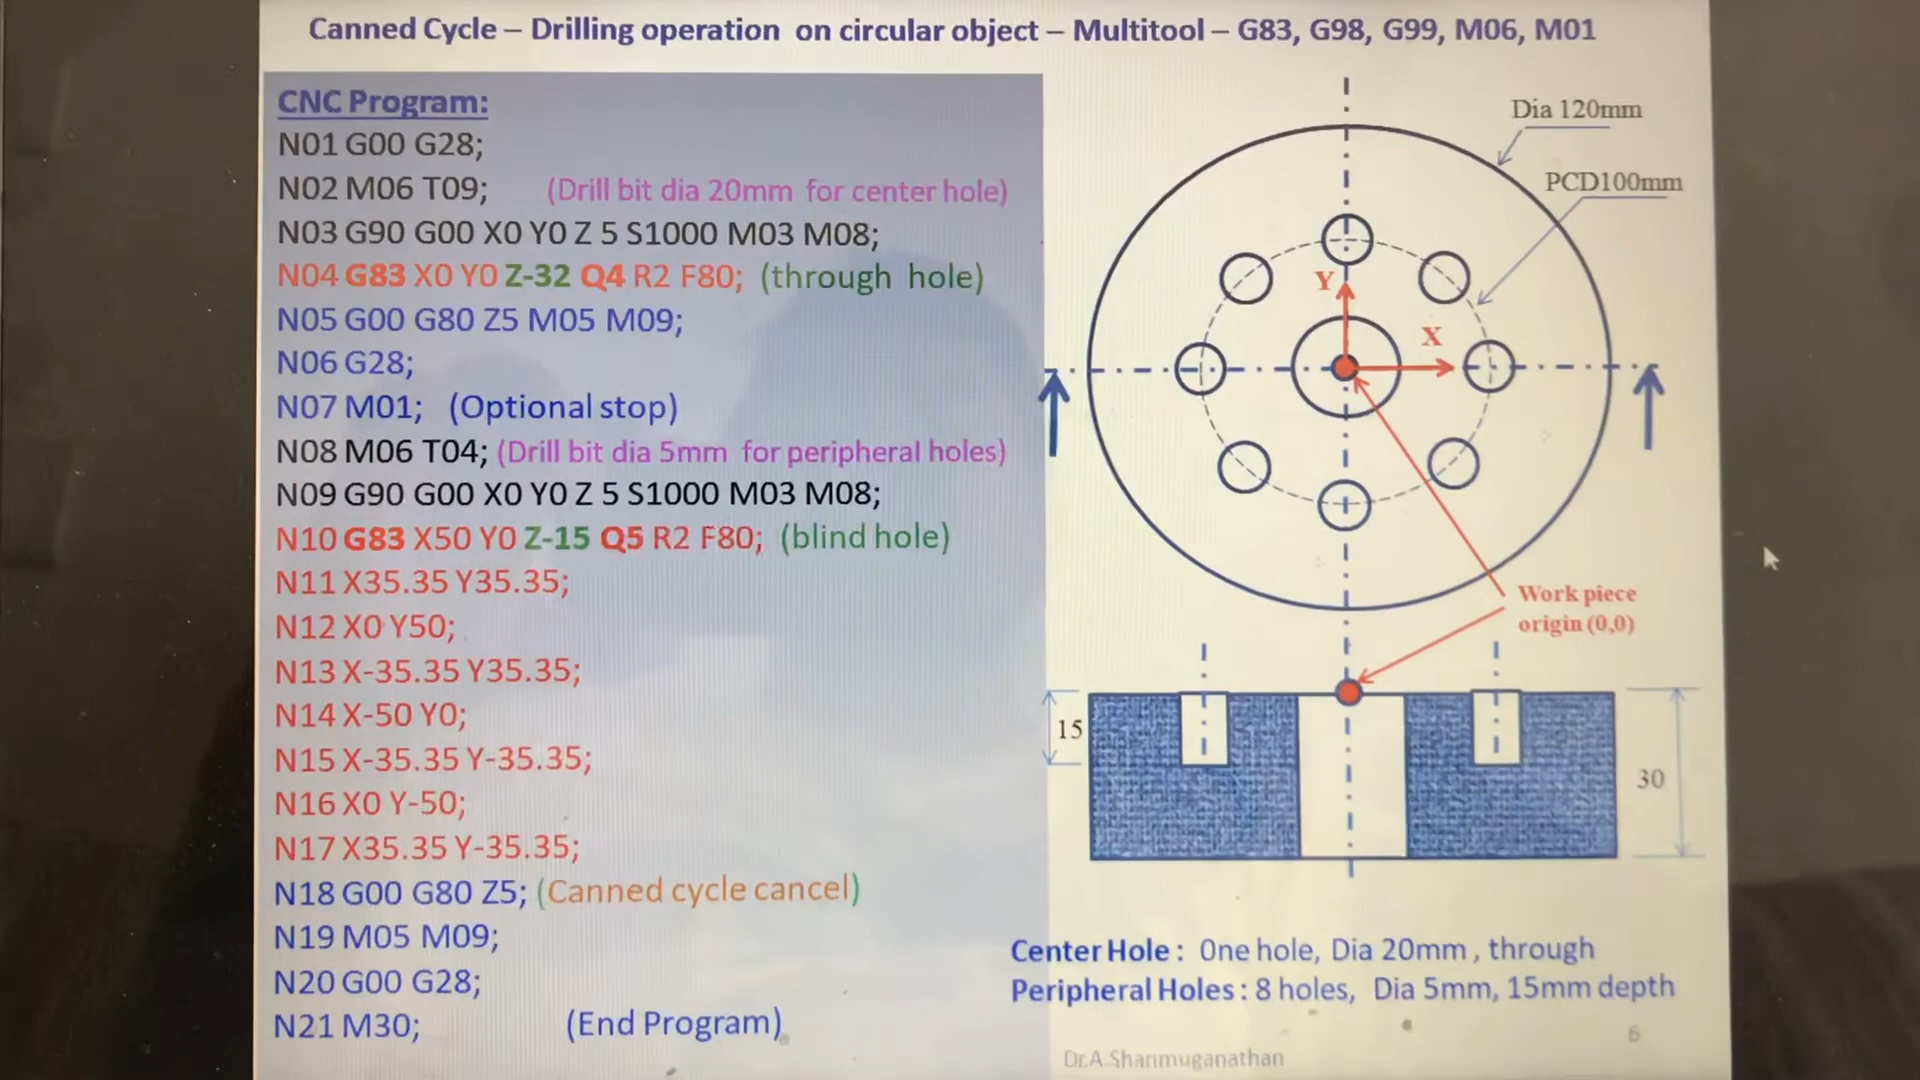 Canned Cycle – Drilling operation on circular object – Multitool – G83, G98, G99, M06, M01
CNC Program:
N01 G00 G28;
N02 M06 T09; (Drill bit dia 20mm for center hole)
N03 G90 G00 X0 Y0 Z 5 S1000 M03 M08;
N04 G83 X0 Y0 Z-32 Q4 R2 F80; (through hole)
N05 G00 G80 Z5 M05 M09;
N06 G28;
N07 M01; (Optional stop)
N08 M06 T04; (Drill bit dia 5mm for peripheral holes)
N09 G90 G00 X0 Y0 Z 5 S1000 M03 M08;
N10 G83 X50 Y0 Z-15 Q5 R2 F80; (blind hole)
N11 X35.35 Y35.35;
N12 X0 Y50;
N13 X-35.35 Y35.35;
N14 X-50 Y0;
N15 X-35.35 Y-35.35;
N16 X0 Y-50;
N17 X35.35 Y-35.35;
N18 G00 G80 Z5; (Canned cycle cancel)
N19 M05 M09;
N20 G00 G28;
N21 M30; (End Program)
Dia 120mm
PCD100mm
Y
X
Work piece
origin (0,0)
15
30
Center Hole : One hole, Dia 20mm , through
Peripheral Holes : 8 holes, Dia 5mm, 15mm depth
6
Dr.A.Shanmuganathan